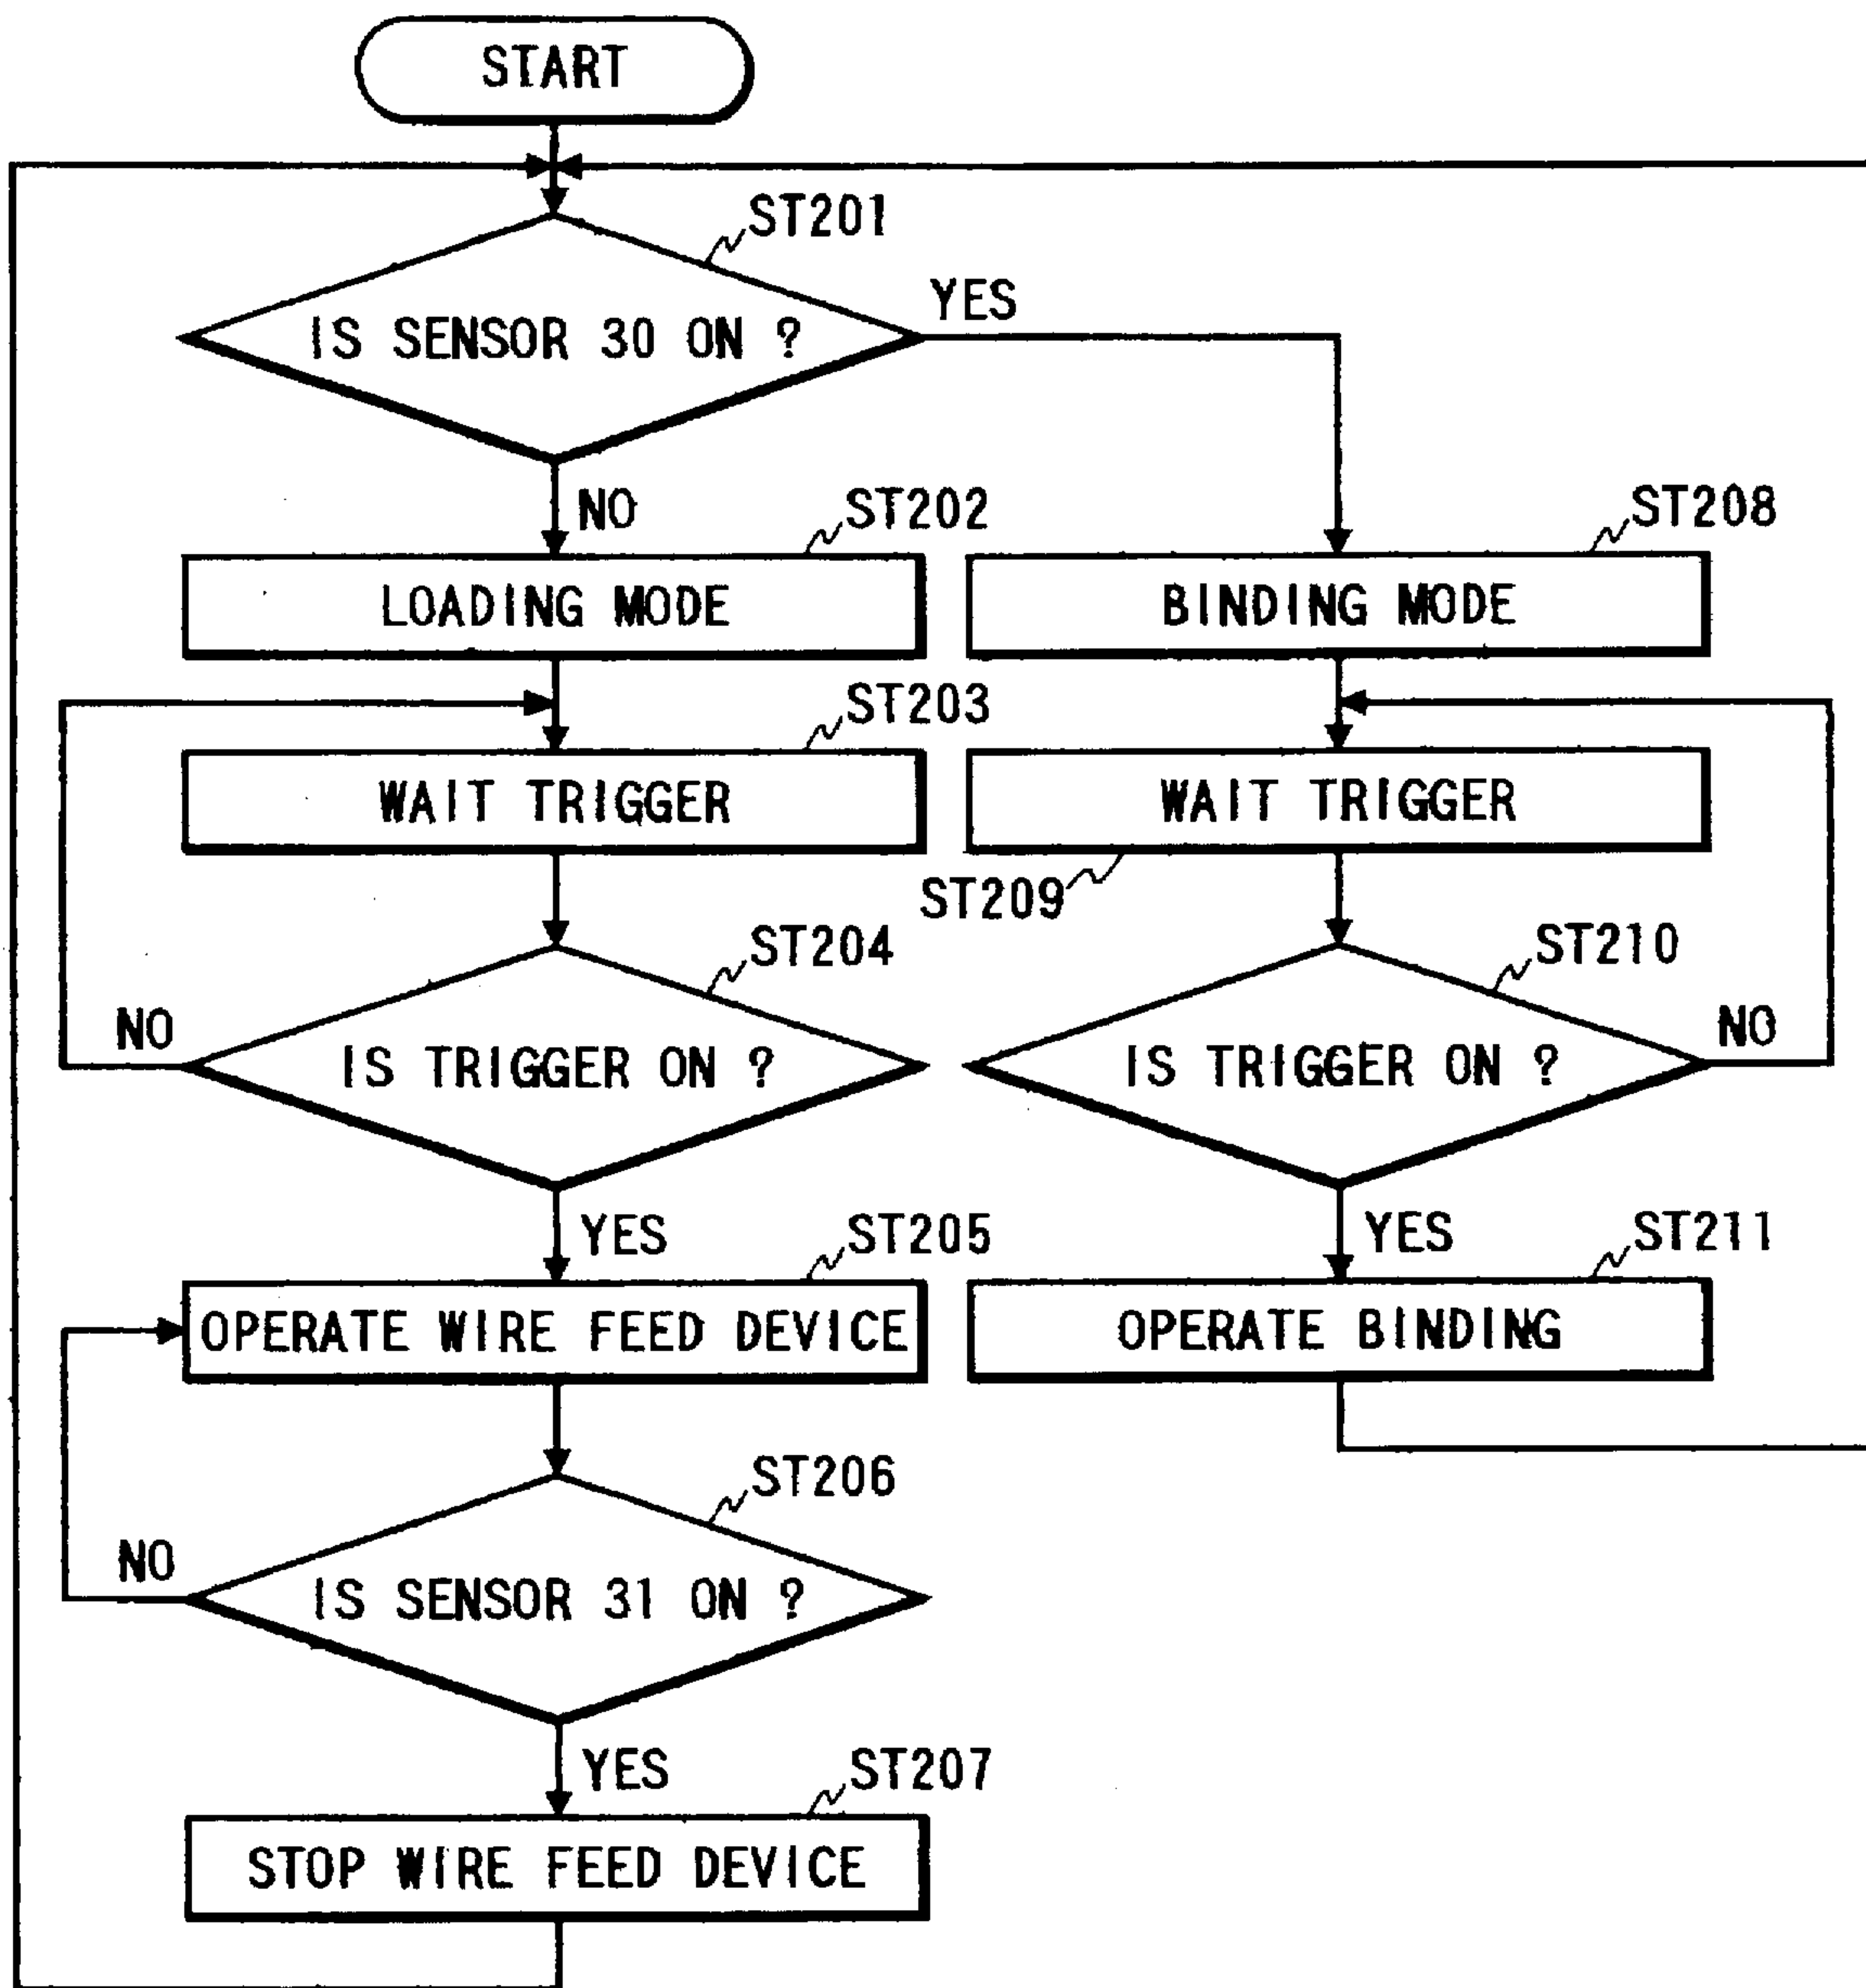 START
ST201
IS SENSOR 30 ON ?
YES
NO
ST202
LOADING MODE
ST203
WAIT TRIGGER
ST204
NO
IS TRIGGER ON ?
YES
ST205
OPERATE WIRE FEED DEVICE
ST206
NO
IS SENSOR 31 ON ?
YES
ST207
STOP WIRE FEED DEVICE
ST208
BINDING MODE
WAIT TRIGGER
ST209
ST210
IS TRIGGER ON ?
NO
YES
ST211
OPERATE BINDING